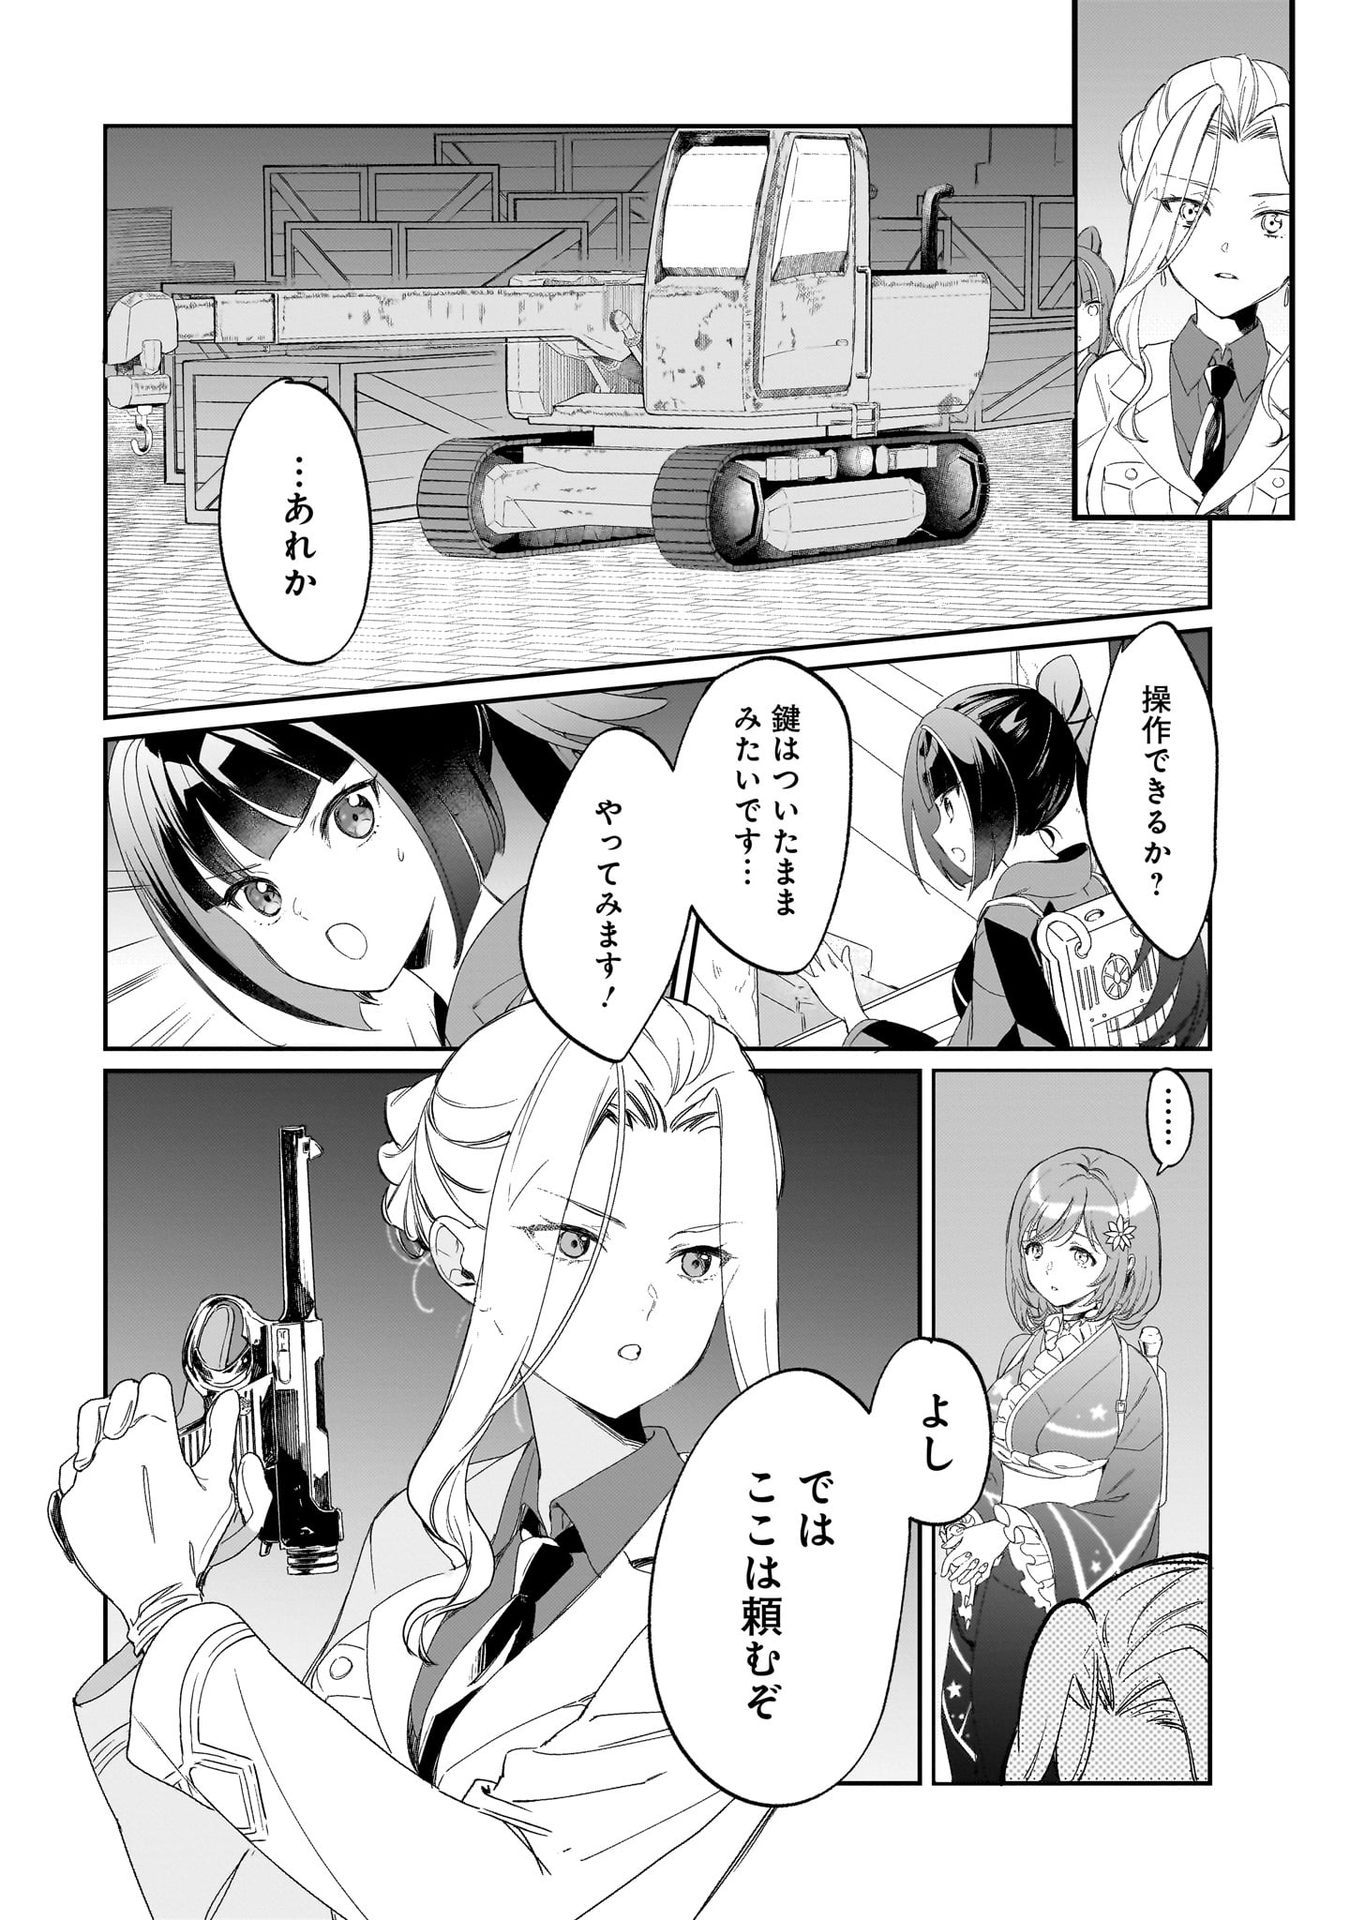 …あれか
操作できるか？
鍵はついたまま
みたいです…
やってみます！
……
よし
では
ここは頼むぞ